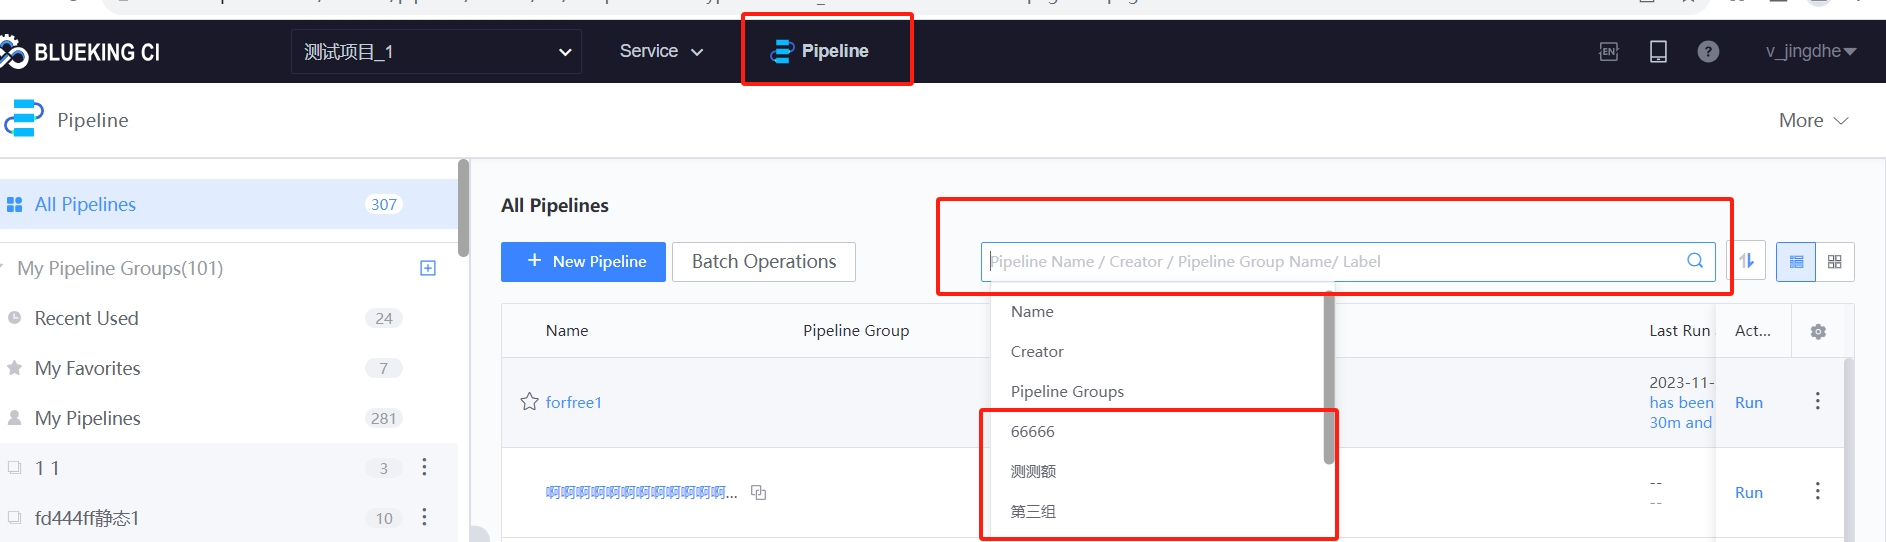 BLUEKING CI
测试项目_1
Service
Pipeline
EN
?
v_jingdhe
Pipeline
More
All Pipelines
307
My Pipeline Groups(101)
Recent Used
24
My Favorites
7
My Pipelines
281
1 1
3
fd444ff静态1
10
All Pipelines
+ New Pipeline
Batch Operations
Pipeline Name / Creator / Pipeline Group Name/ Label
Name
Creator
Pipeline Groups
66666
测测额
第三组
Name
Pipeline Group
Last Run
Act...
forfree1
2023-11-
has been
30m and
Run
啊啊啊啊啊啊啊啊啊啊啊啊...
--
--
Run